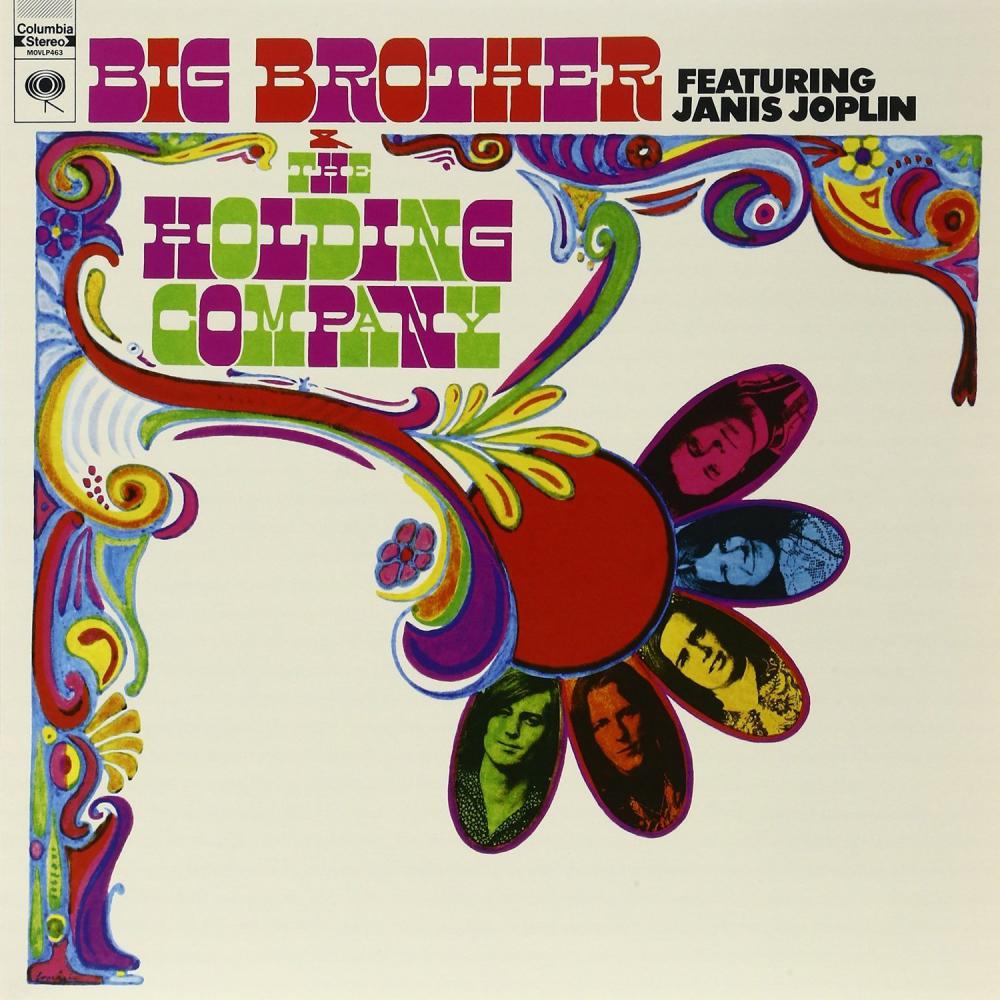 Columbia
Stereo
MOVLP463
BIG BROTHER
FEATURING
JANIS JOPLIN
&
THE
HOLDING
COMPANY